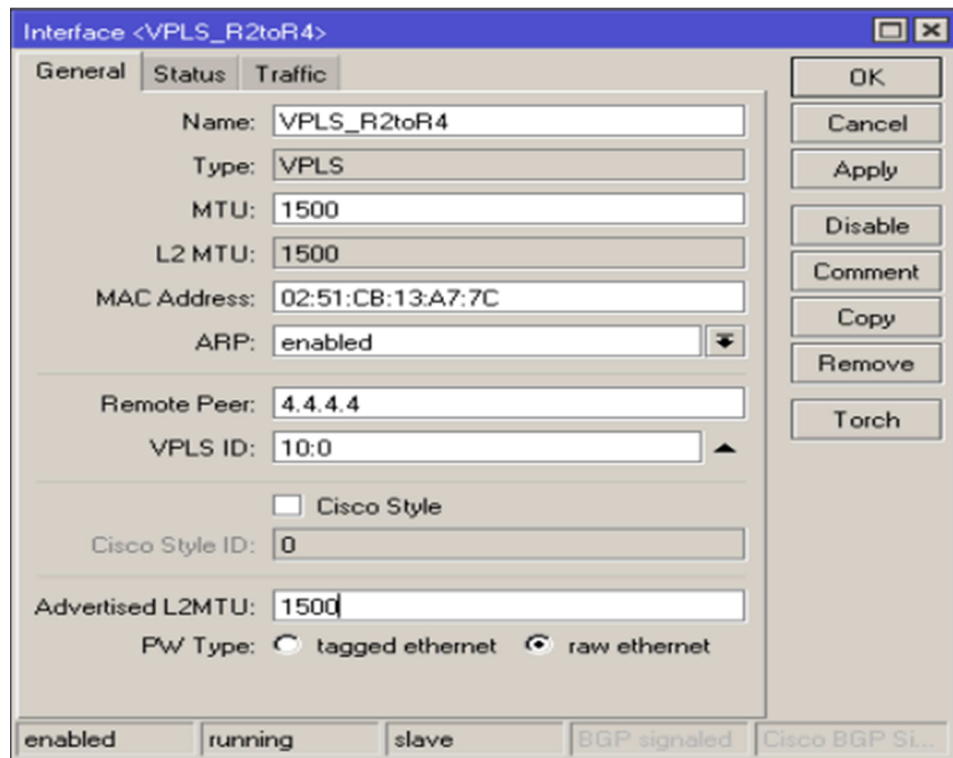 Interface <VPLS_R2toR4>
General Status Traffic
Name: VPLS_R2toR4
Type: VPLS
MTU: 1500
L2 MTU: 1500
MAC Address: 02:51:CB:13:A7:7C
ARP: enabled
Remote Peer: 4.4.4.4
VPLS ID: 10:0
Cisco Style
Cisco Style ID: 0
Advertised L2MTU: 1500
PW Type: tagged ethernet raw ethernet
OK
Cancel
Apply
Disable
Comment
Copy
Remove
Torch
enabled running slave BGP signaled Cisco BGP Si...